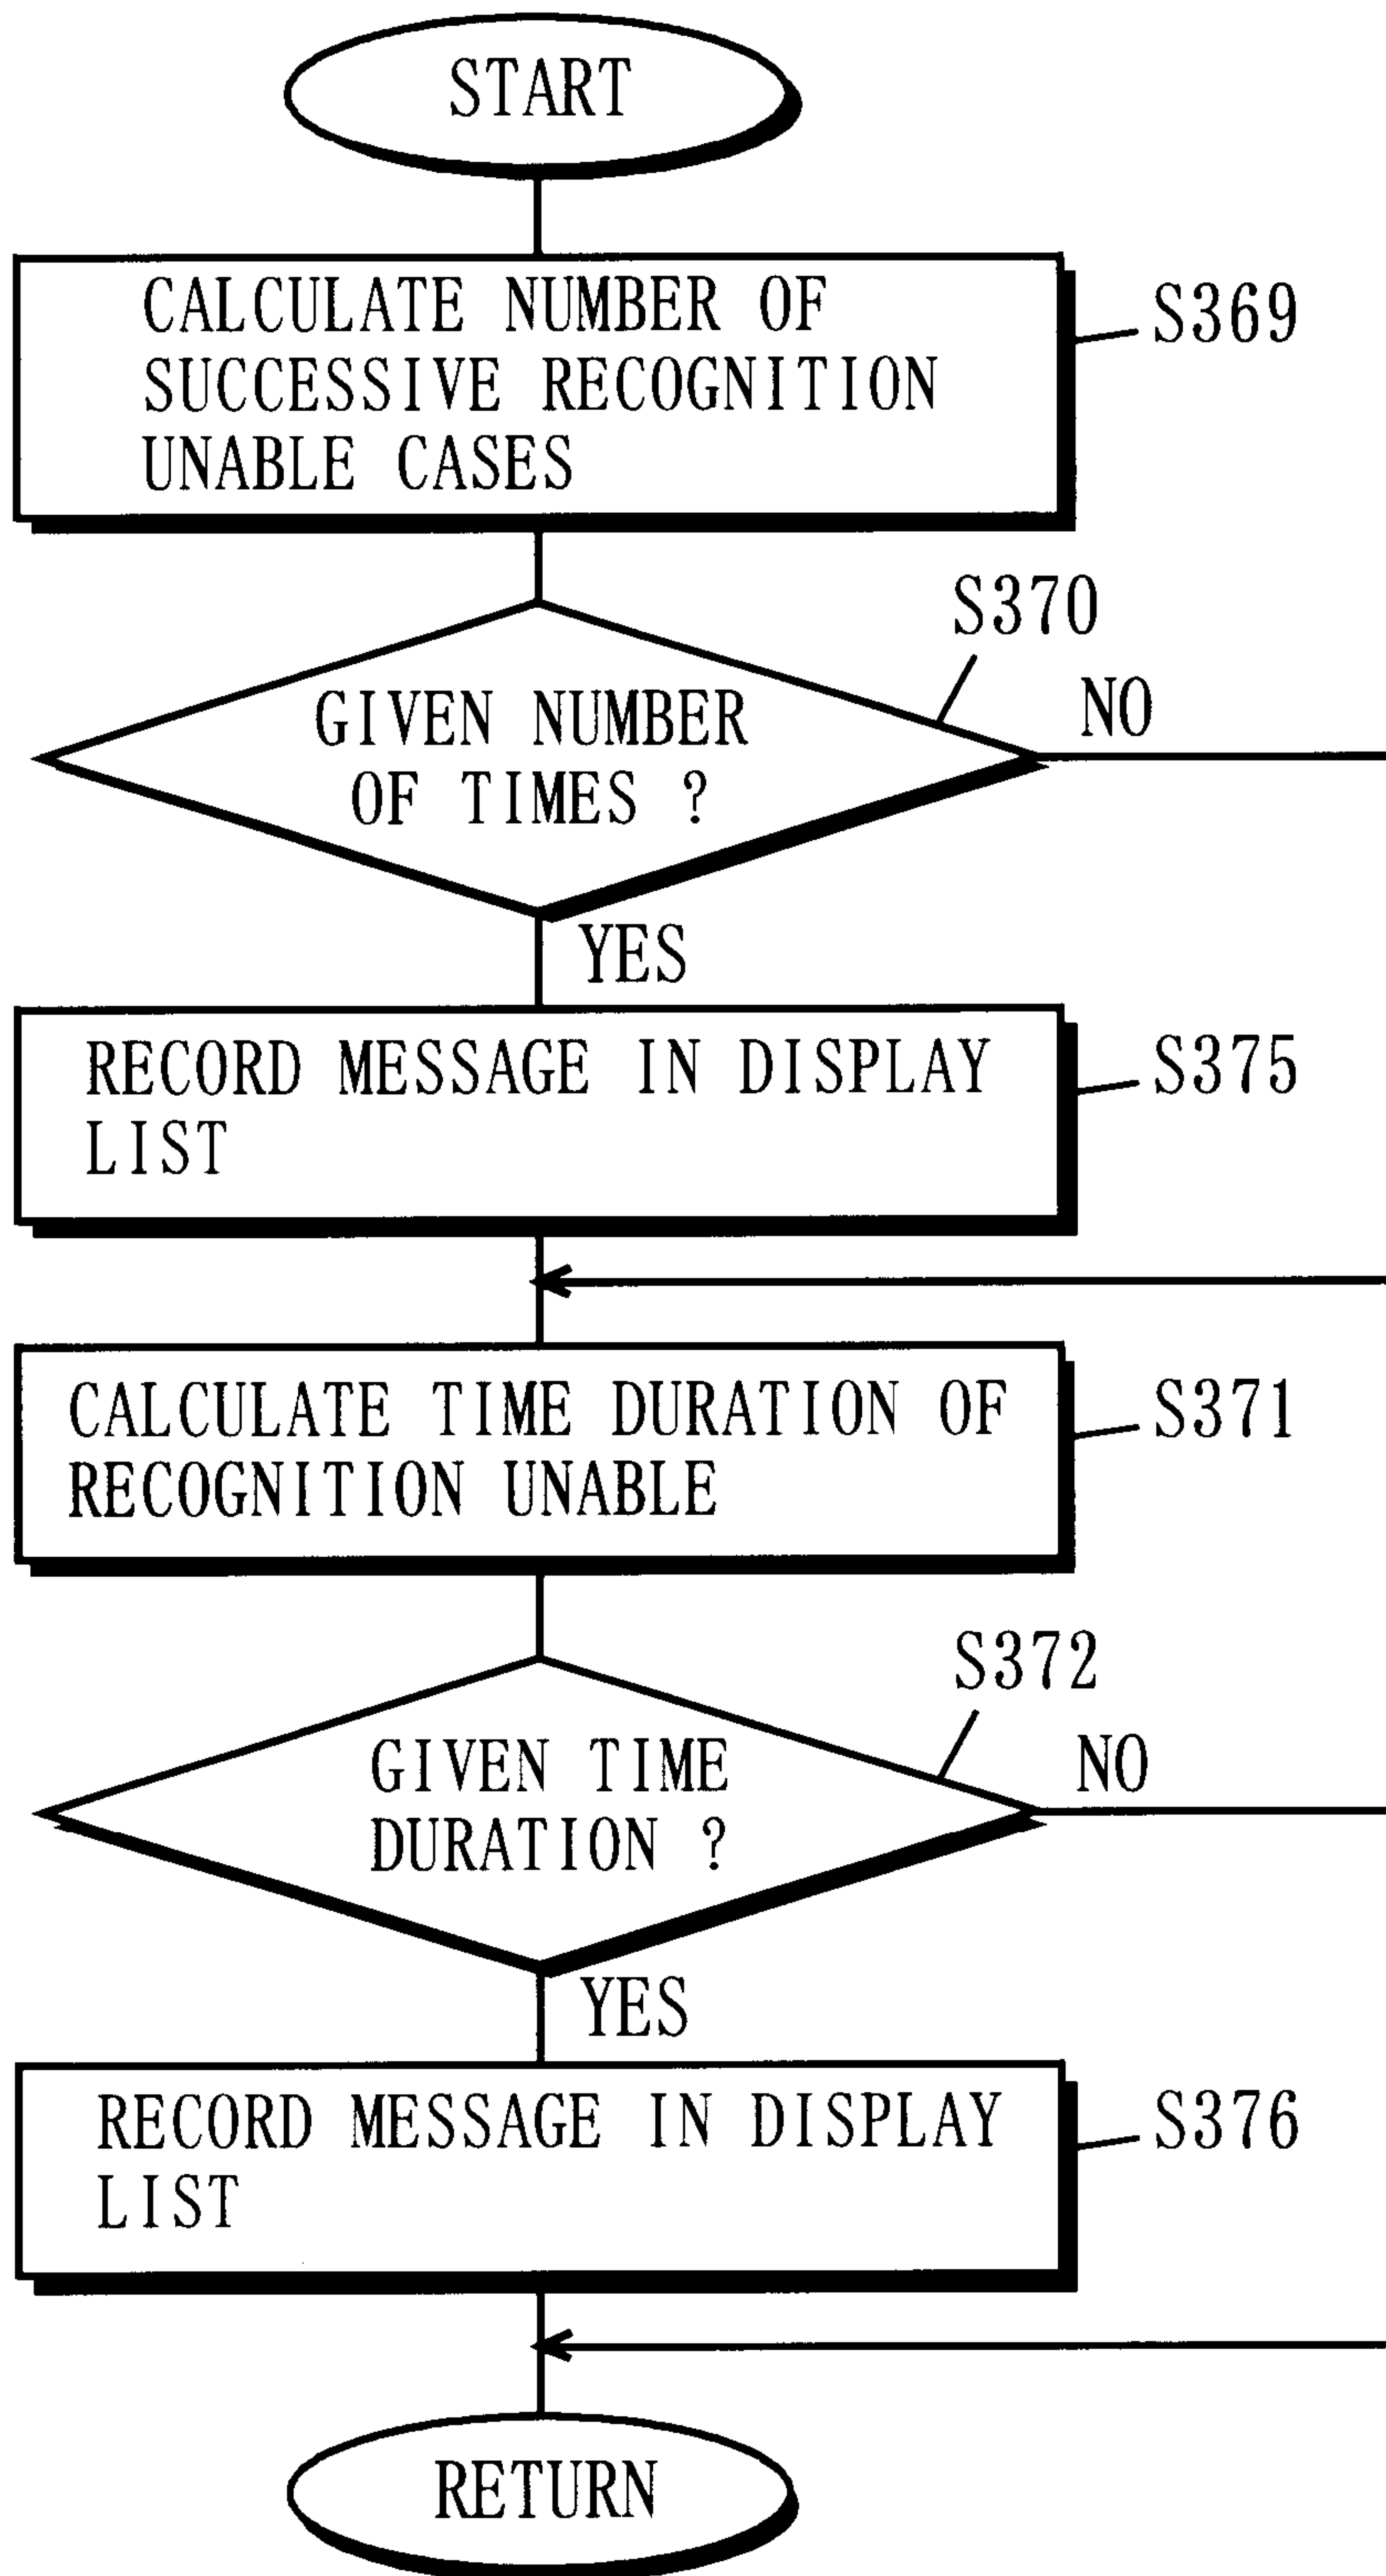 START
CALCULATE NUMBER OF
SUCCESSIVE RECOGNITION
UNABLE CASES
S369
S370
GIVEN NUMBER
OF TIMES ?
NO
YES
RECORD MESSAGE IN DISPLAY
LIST
S375
CALCULATE TIME DURATION OF
RECOGNITION UNABLE
S371
S372
GIVEN TIME
DURATION ?
NO
YES
RECORD MESSAGE IN DISPLAY
LIST
S376
RETURN